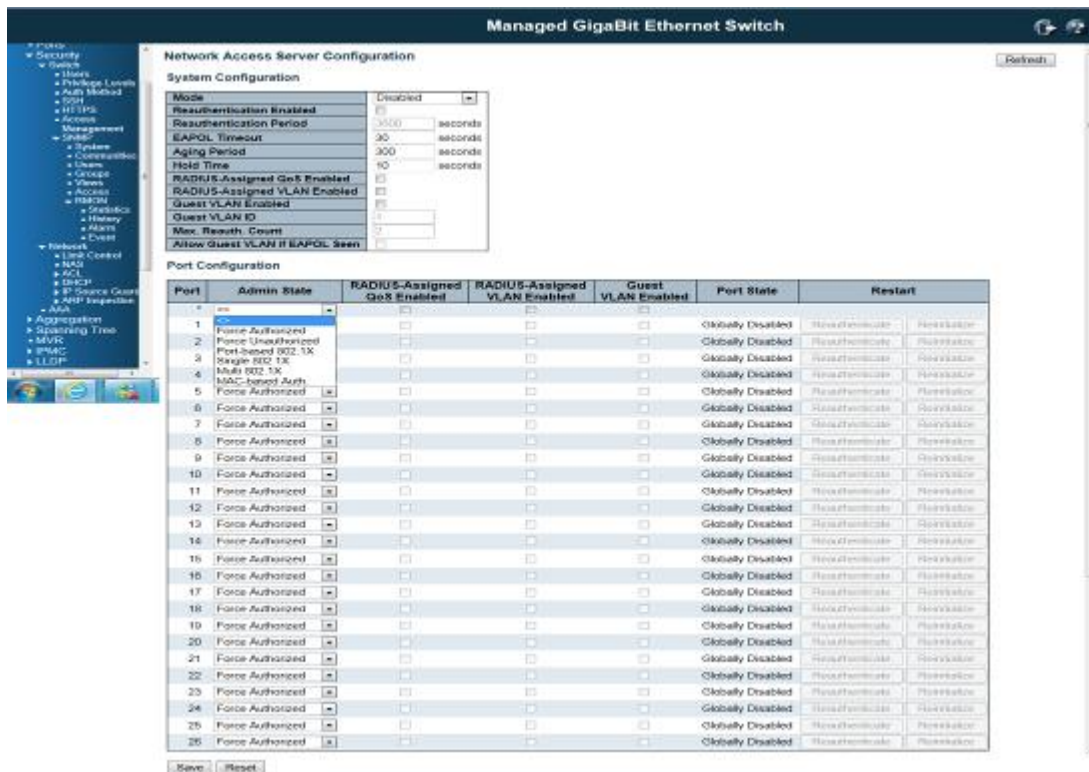 Managed GigaBit Ethernet Switch
Ports
Security
Switch
Users
Privilege Levels
Auth Method
SSH
HTTPS
Access
Management
SNMP
System
Communities
Users
Groups
Views
Access
RMON
Statistics
History
Alarm
Event
Network
Limit Control
NAS
ACL
DHCP
IP Source Guard
ARP Inspection
AAA
Aggregation
Spanning Tree
MVR
IPMC
LLDP
Network Access Server Configuration
Refresh
System Configuration
Mode Disabled
Reauthentication Enabled
Reauthentication Period 3600 seconds
EAPOL Timeout 30 seconds
Aging Period 300 seconds
Hold Time 10 seconds
RADIUS-Assigned QoS Enabled
RADIUS-Assigned VLAN Enabled
Guest VLAN Enabled
Guest VLAN ID 1
Max. Reauth. Count 2
Allow Guest VLAN if EAPOL Seen
Port Configuration
Port Admin State RADIUS-Assigned QoS Enabled RADIUS-Assigned VLAN Enabled Guest VLAN Enabled Port State Restart
* <>
<>
Force Authorized
Force Unauthorized
Port-based 802.1X
Single 802.1X
Multi 802.1X
MAC-based Auth.
1 Globally Disabled Reauthenticate Reinitialize
2 Globally Disabled Reauthenticate Reinitialize
3 Globally Disabled Reauthenticate Reinitialize
4 Globally Disabled Reauthenticate Reinitialize
5 Force Authorized Globally Disabled Reauthenticate Reinitialize
6 Force Authorized Globally Disabled Reauthenticate Reinitialize
7 Force Authorized Globally Disabled Reauthenticate Reinitialize
8 Force Authorized Globally Disabled Reauthenticate Reinitialize
9 Force Authorized Globally Disabled Reauthenticate Reinitialize
10 Force Authorized Globally Disabled Reauthenticate Reinitialize
11 Force Authorized Globally Disabled Reauthenticate Reinitialize
12 Force Authorized Globally Disabled Reauthenticate Reinitialize
13 Force Authorized Globally Disabled Reauthenticate Reinitialize
14 Force Authorized Globally Disabled Reauthenticate Reinitialize
15 Force Authorized Globally Disabled Reauthenticate Reinitialize
16 Force Authorized Globally Disabled Reauthenticate Reinitialize
17 Force Authorized Globally Disabled Reauthenticate Reinitialize
18 Force Authorized Globally Disabled Reauthenticate Reinitialize
19 Force Authorized Globally Disabled Reauthenticate Reinitialize
20 Force Authorized Globally Disabled Reauthenticate Reinitialize
21 Force Authorized Globally Disabled Reauthenticate Reinitialize
22 Force Authorized Globally Disabled Reauthenticate Reinitialize
23 Force Authorized Globally Disabled Reauthenticate Reinitialize
24 Force Authorized Globally Disabled Reauthenticate Reinitialize
25 Force Authorized Globally Disabled Reauthenticate Reinitialize
26 Force Authorized Globally Disabled Reauthenticate Reinitialize
Save Reset